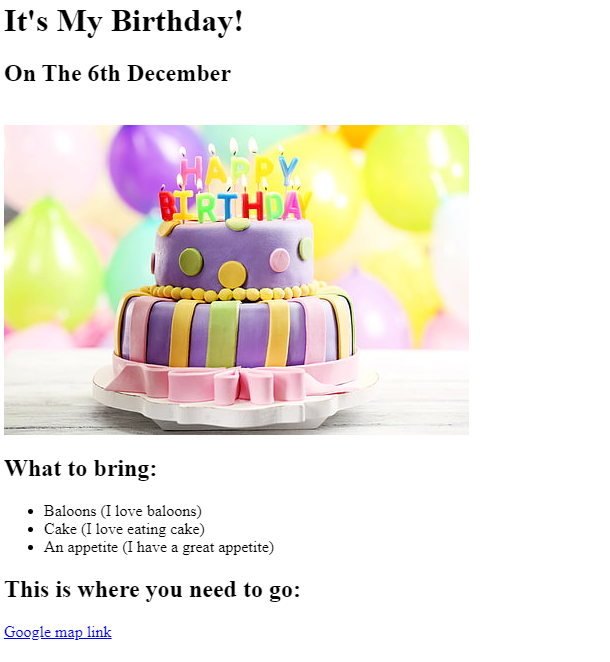 It's My Birthday!
On The 6th December
HAPPY
BIRTHDAY
What to bring:
Baloons (I love baloons)
Cake (I love eating cake)
An appetite (I have a great appetite)
This is where you need to go:
Google map link